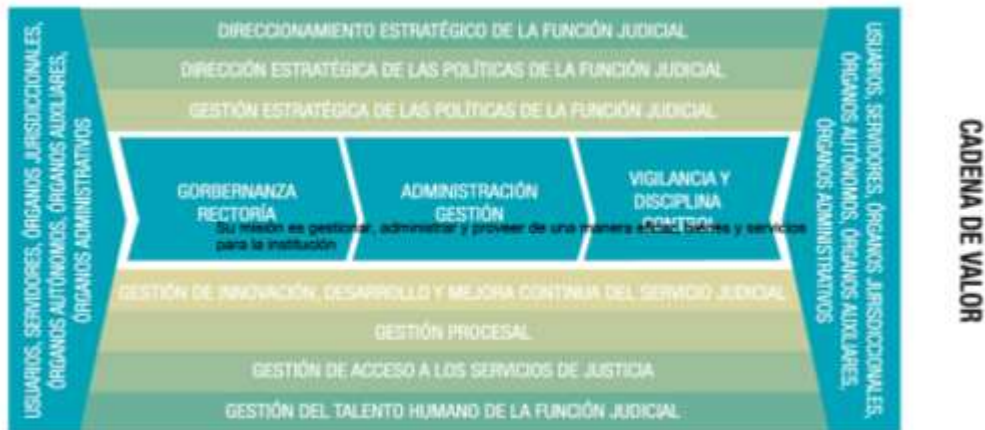 USUARIOS, SERVIDORES, ÓRGANOS JURISDICCIONALES,
ÓRGANOS AUTÓNOMOS, ÓRGANOS AUXILIARES,
ÓRGANOS ADMINISTRATIVOS
DIRECCIONAMIENTO ESTRATÉGICO DE LA FUNCIÓN JUDICIAL
DIRECCIÓN ESTRATÉGICA DE LAS POLÍTICAS DE LA FUNCIÓN JUDICIAL
GESTIÓN ESTRATÉGICA DE LAS POLÍTICAS DE LA FUNCIÓN JUDICIAL
GORBERNANZA
RECTORÍA
ADMINISTRACIÓN
GESTIÓN
VIGILANCIA Y
DISCIPLINA
CONTROL
Su misión es gestionar, administrar y proveer de una manera eficaz, bienes y servicios
para la institución
GESTIÓN DE INNOVACIÓN, DESARROLLO Y MEJORA CONTINUA DEL SERVICIO JUDICIAL
GESTIÓN PROCESAL
GESTIÓN DE ACCESO A LOS SERVICIOS DE JUSTICIA
GESTIÓN DEL TALENTO HUMANO DE LA FUNCIÓN JUDICIAL
USUARIOS, SERVIDORES, ÓRGANOS JURISDICCIONALES,
ÓRGANOS AUTÓNOMOS, ÓRGANOS AUXILIARES,
ÓRGANOS ADMINISTRATIVOS
CADENA DE VALOR